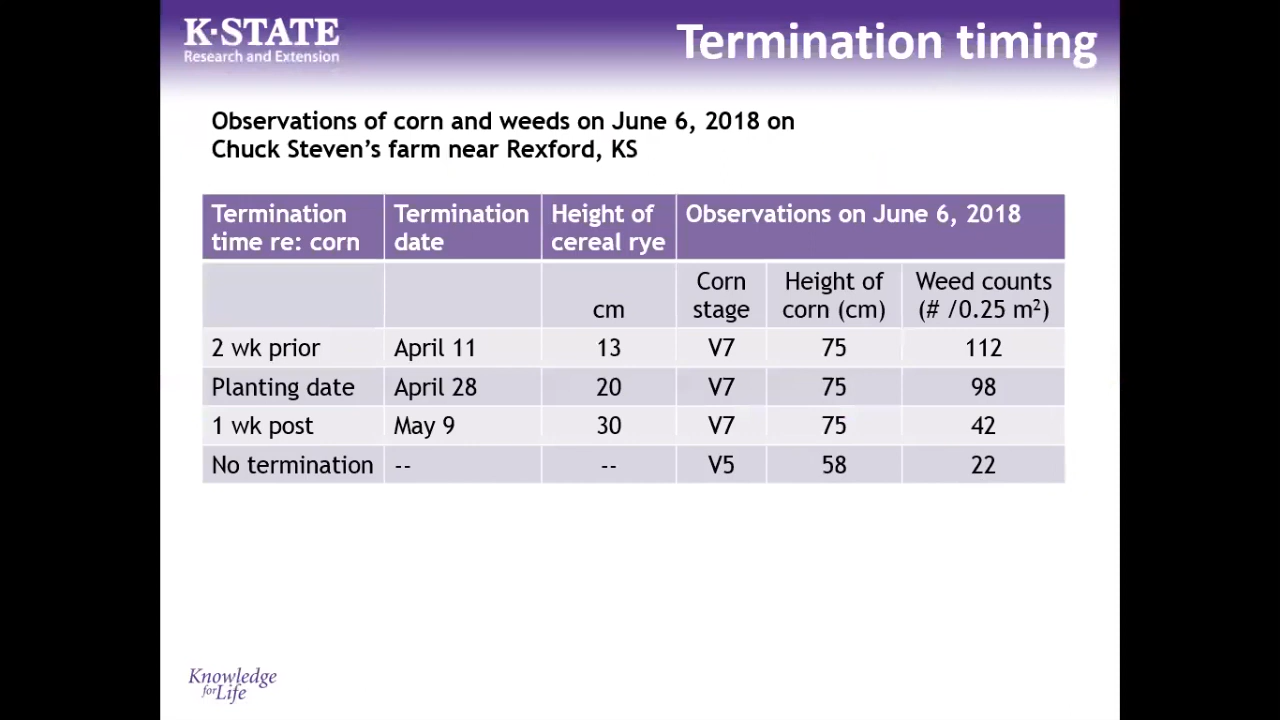 K-STATE
Research and Extension
Termination timing
Observations of corn and weeds on June 6, 2018 on
Chuck Steven's farm near Rexford, KS
Termination time re: corn | Termination date | Height of cereal rye | Observations on June 6, 2018
cm | Corn stage | Height of corn (cm) | Weed counts (# /0.25 m²)
2 wk prior | April 11 | 13 | V7 | 75 | 112
Planting date | April 28 | 20 | V7 | 75 | 98
1 wk post | May 9 | 30 | V7 | 75 | 42
No termination | -- | -- | V5 | 58 | 22
Knowledge
for Life